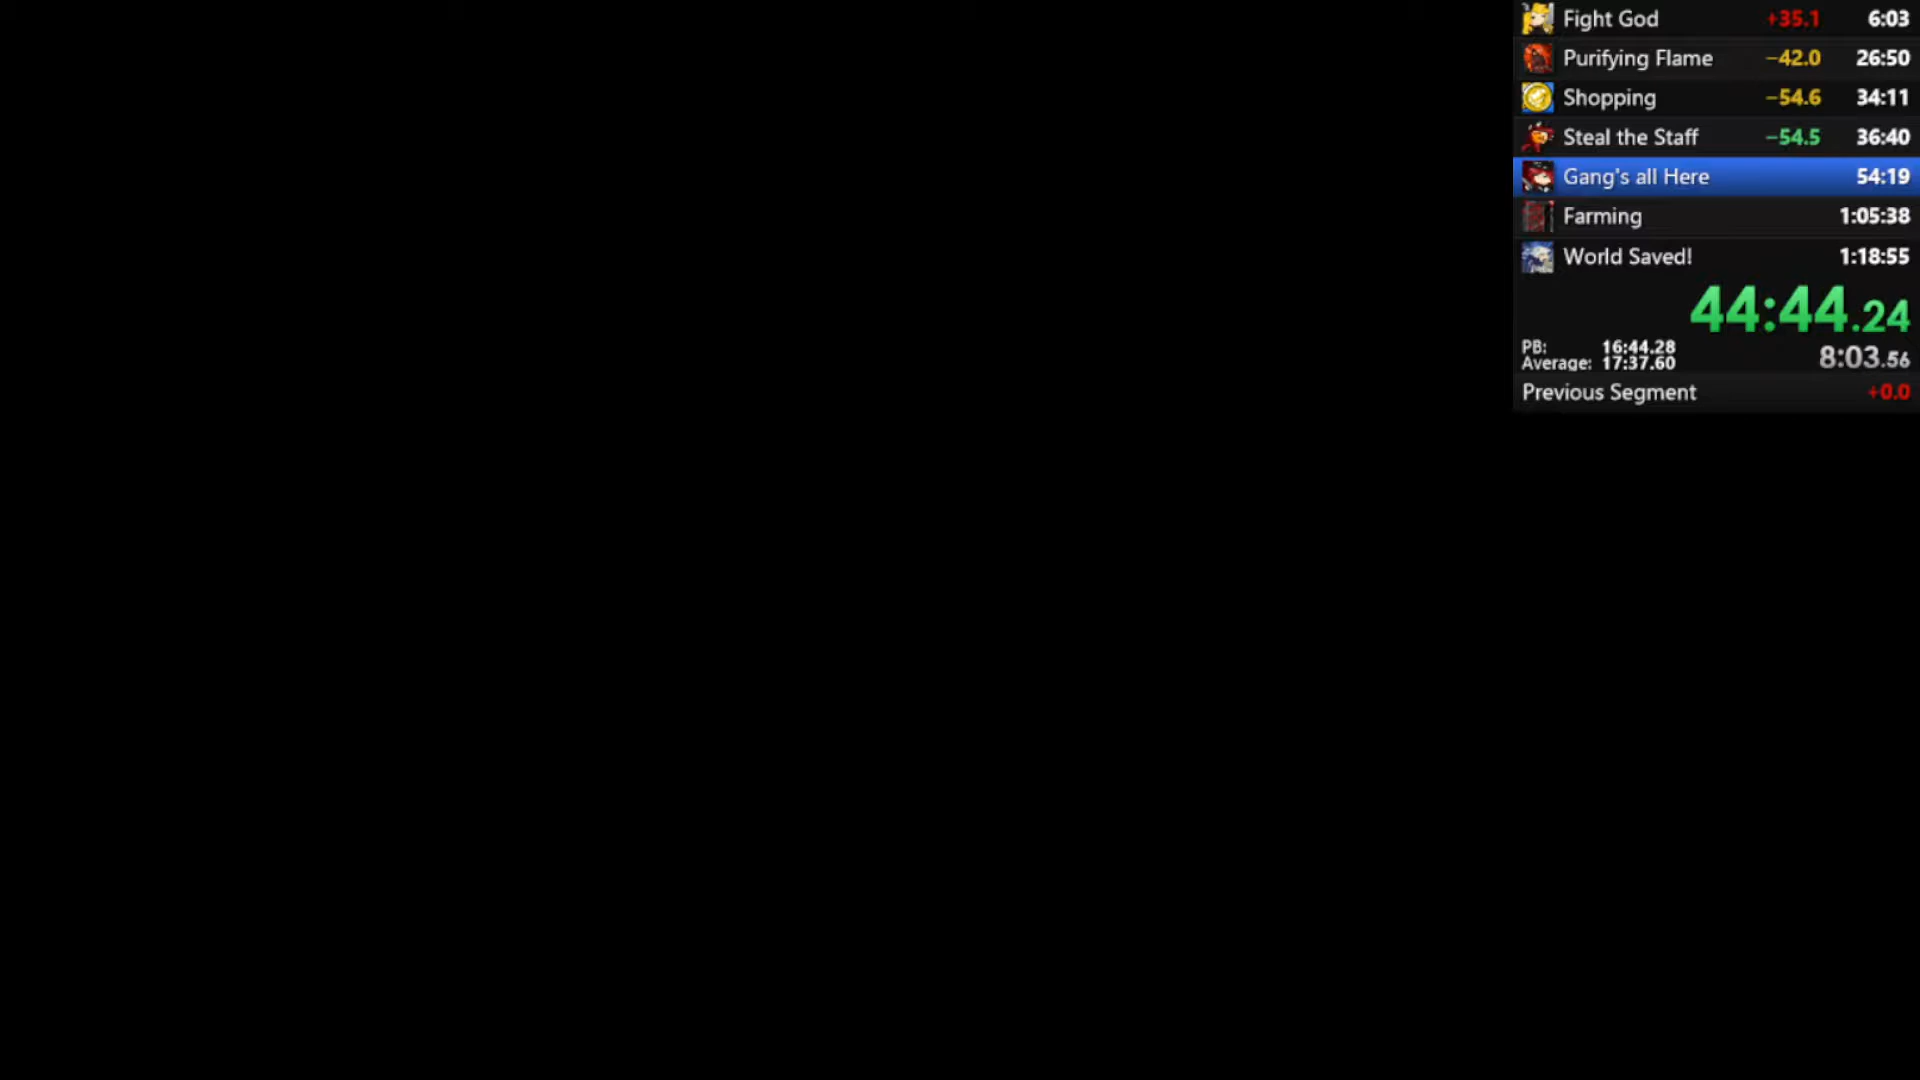 Fight God +35.1 6:03
Purifying Flame −42.0 26:50
Shopping −54.6 34:11
Steal the Staff −54.5 36:40
Gang's all Here 54:19
Farming 1:05:38
World Saved! 1:18:55
44:44.24
PB: 16:44.28
Average: 17:37.60
8:03.56
Previous Segment +0.0